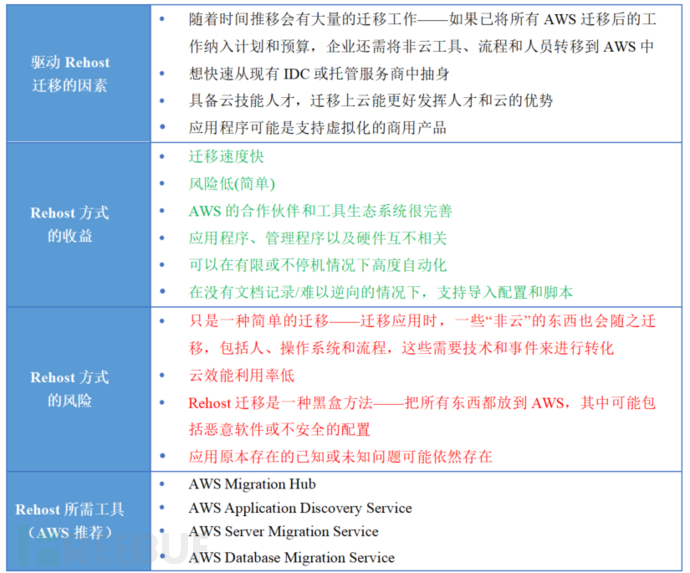 驱动 Rehost
迁移的因素
• 随着时间推移会有大量的迁移工作——如果已将所有 AWS 迁移后的工
作纳入计划和预算，企业还需将非云工具、流程和人员转移到 AWS 中
• 想快速从现有 IDC 或托管服务商中抽身
• 具备云技能人才，迁移上云能更好发挥人才和云的优势
• 应用程序可能是支持虚拟化的商用产品
Rehost 方式
的收益
• 迁移速度快
• 风险低(简单)
• AWS 的合作伙伴和工具生态系统很完善
• 应用程序、管理程序以及硬件互不相关
• 可以在有限或不停机情况下高度自动化
• 在没有文档记录/难以逆向的情况下，支持导入配置和脚本
Rehost 方式
的风险
• 只是一种简单的迁移——迁移应用时，一些“非云”的东西也会随之迁
移，包括人、操作系统和流程，这些需要技术和事件来进行转化
• 云效能利用率低
• Rehost 迁移是一种黑盒方法——把所有东西都放到 AWS，其中可能包
括恶意软件或不安全的配置
• 应用原本存在的已知或未知问题可能依然存在
Rehost 所需工具
（AWS 推荐）
• AWS Migration Hub
• AWS Application Discovery Service
• AWS Server Migration Service
• AWS Database Migration Service